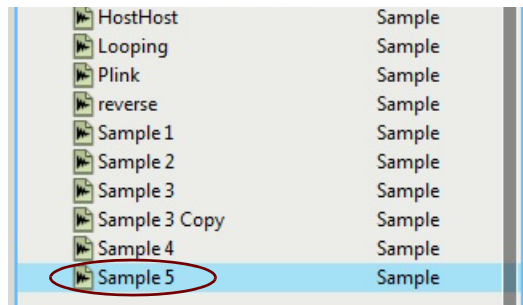 HostHost Sample
Looping Sample
Plink Sample
reverse Sample
Sample 1 Sample
Sample 2 Sample
Sample 3 Sample
Sample 3 Copy Sample
Sample 4 Sample
Sample 5 Sample